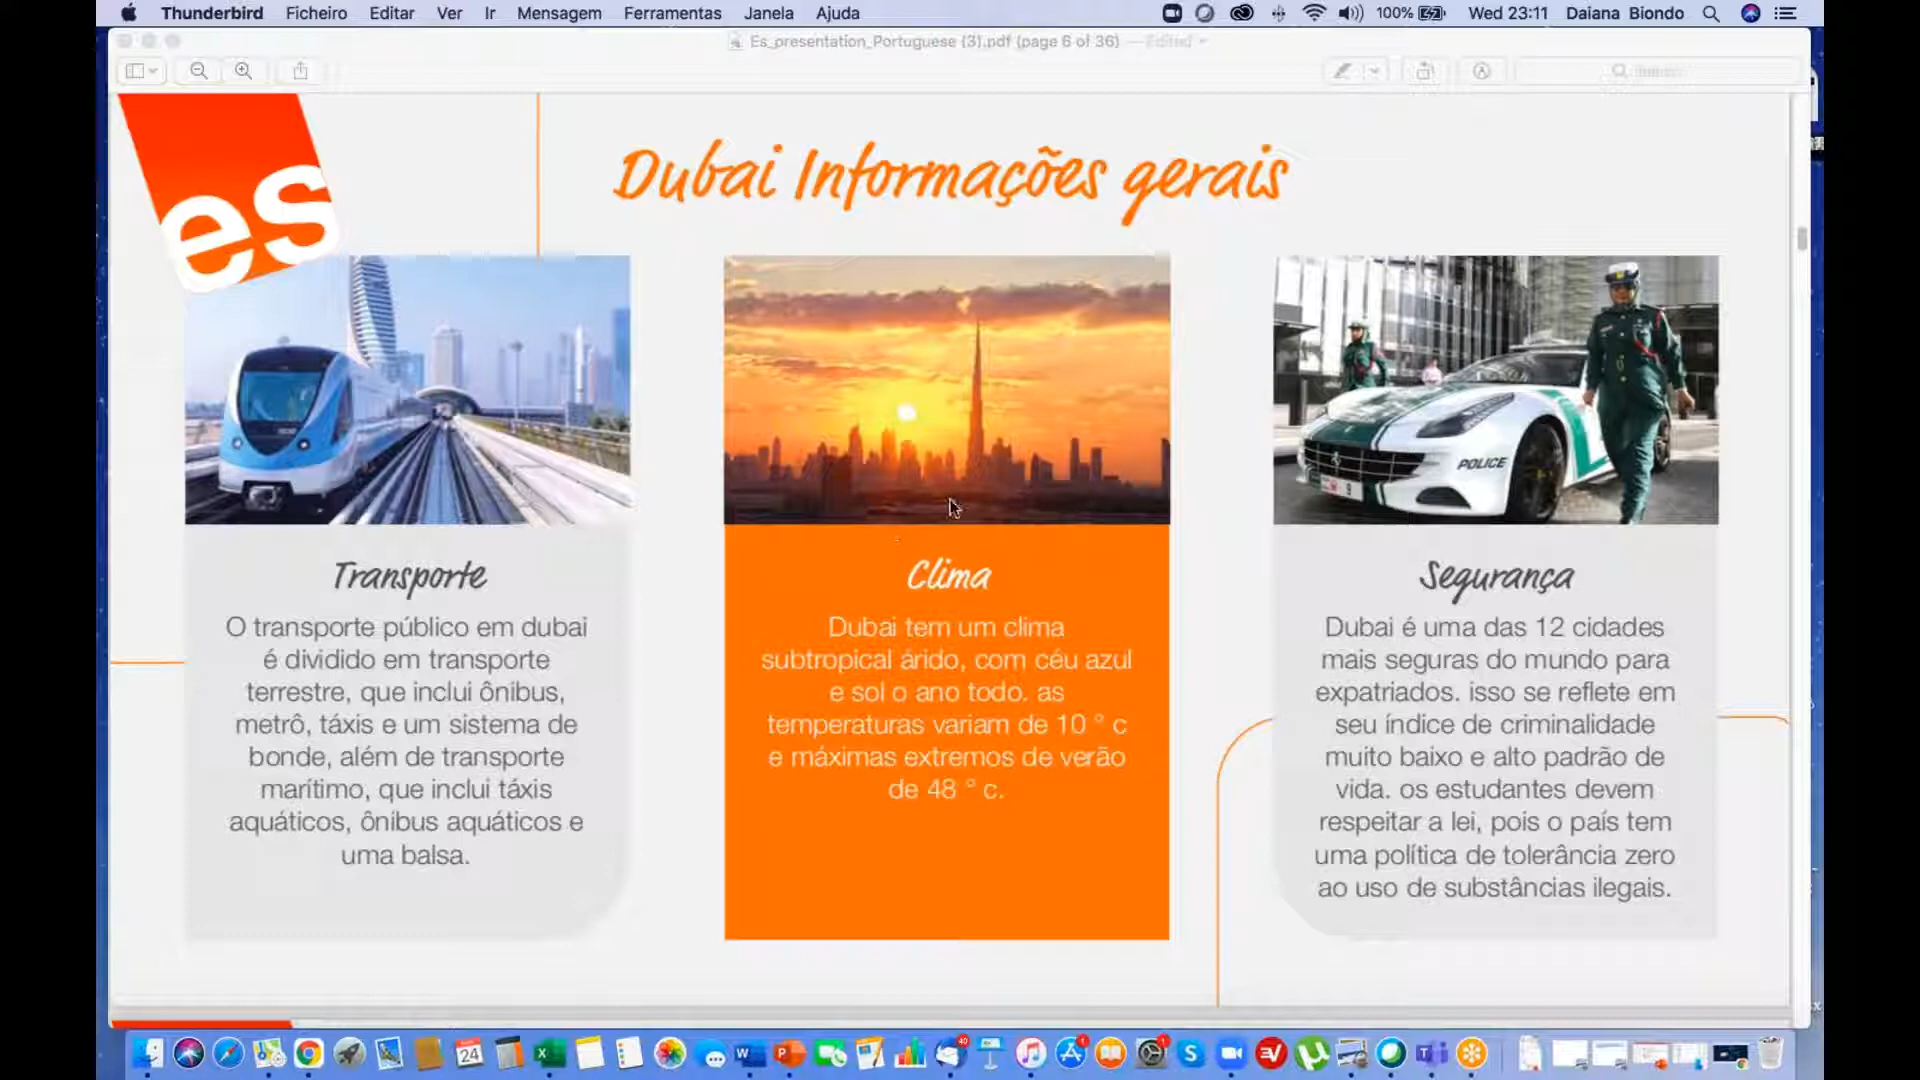 Thunderbird Ficheiro Editar Ver Ir Mensagem Ferramentas Janela Ajuda 100% Wed 23:11 Daiana Biondo
Es_presentation_Portuguese (3).pdf (page 6 of 36) — Edited
es
Dubai Informações gerais
POLICE
9
Transporte
O transporte público em dubai
é dividido em transporte
terrestre, que inclui ônibus,
metrô, táxis e um sistema de
bonde, além de transporte
marítimo, que inclui táxis
aquáticos, ônibus aquáticos e
uma balsa.
Clima
Dubai tem um clima
subtropical árido, com céu azul
e sol o ano todo. as
temperaturas variam de 10 ° c
e máximas extremos de verão
de 48 ° c.
Segurança
Dubai é uma das 12 cidades
mais seguras do mundo para
expatriados. isso se reflete em
seu índice de criminalidade
muito baixo e alto padrão de
vida. os estudantes devem
respeitar a lei, pois o país tem
uma política de tolerância zero
ao uso de substâncias ilegais.
24
40
1
1